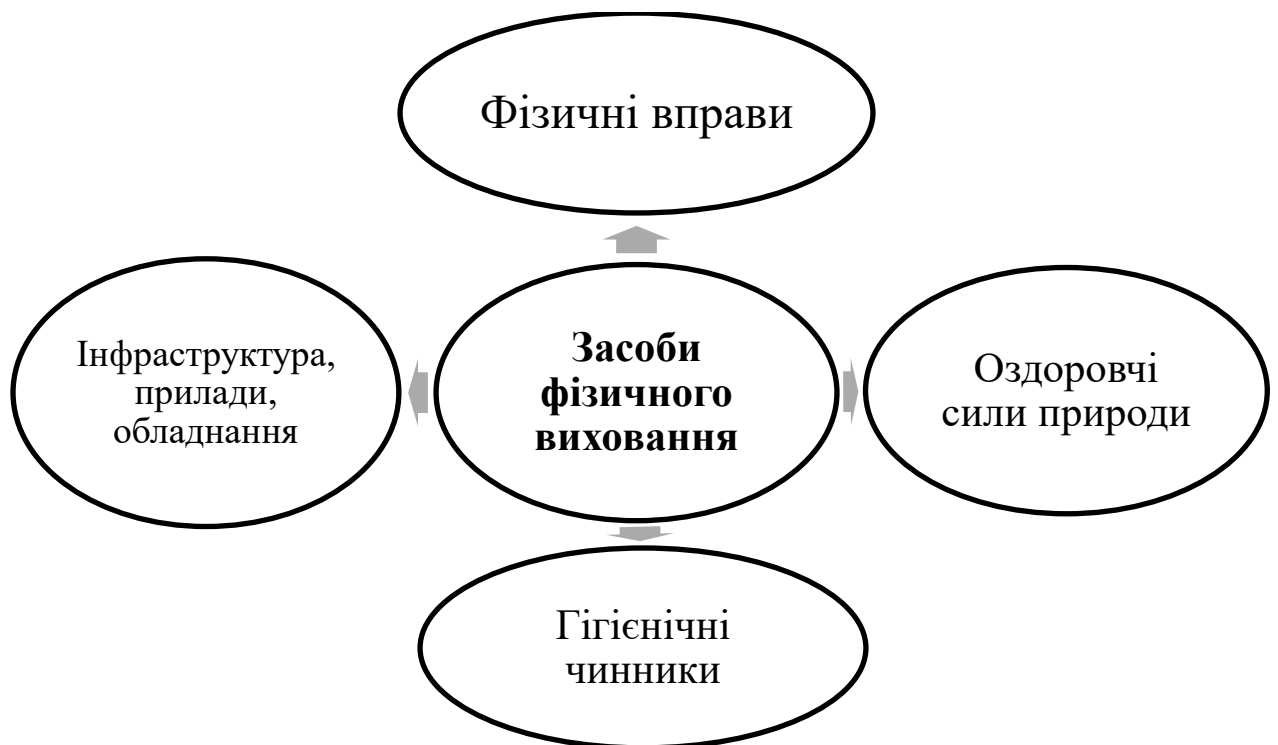 Фізичні вправи
Інфраструктура,
прилади,
обладнання
Засоби
фізичного
виховання
Оздоровчі
сили природи
Гігієнічні
чинники